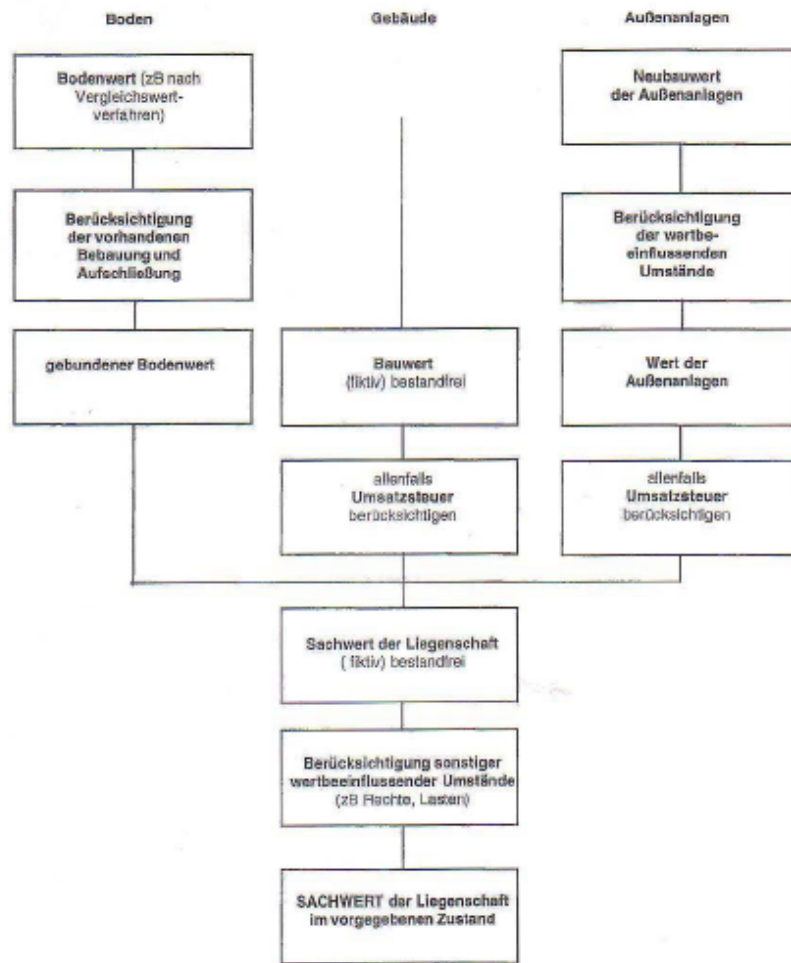 Boden
Gebäude
Außenanlagen
Bodenwert (zB nach
Vergleichswert-
verfahren)
Neubauwert
der Außenanlagen
Berücksichtigung
der vorhandenen
Bebauung und
Aufschließung
Berücksichtigung
der wertbe-
einflussenden
Umstände
gebundener Bodenwert
Bauwert
(fiktiv) bestandfrei
Wert der
Außenanlagen
allenfalls
Umsatzsteuer
berücksichtigen
allenfalls
Umsatzsteuer
berücksichtigen
Sachwert der Liegenschaft
( fiktiv) bestandfrei
Berücksichtigung sonstiger
wertbeeinflussender Umstände
(zB Rechte, Lasten)
SACHWERT der Liegenschaft
im vorgegebenen Zustand